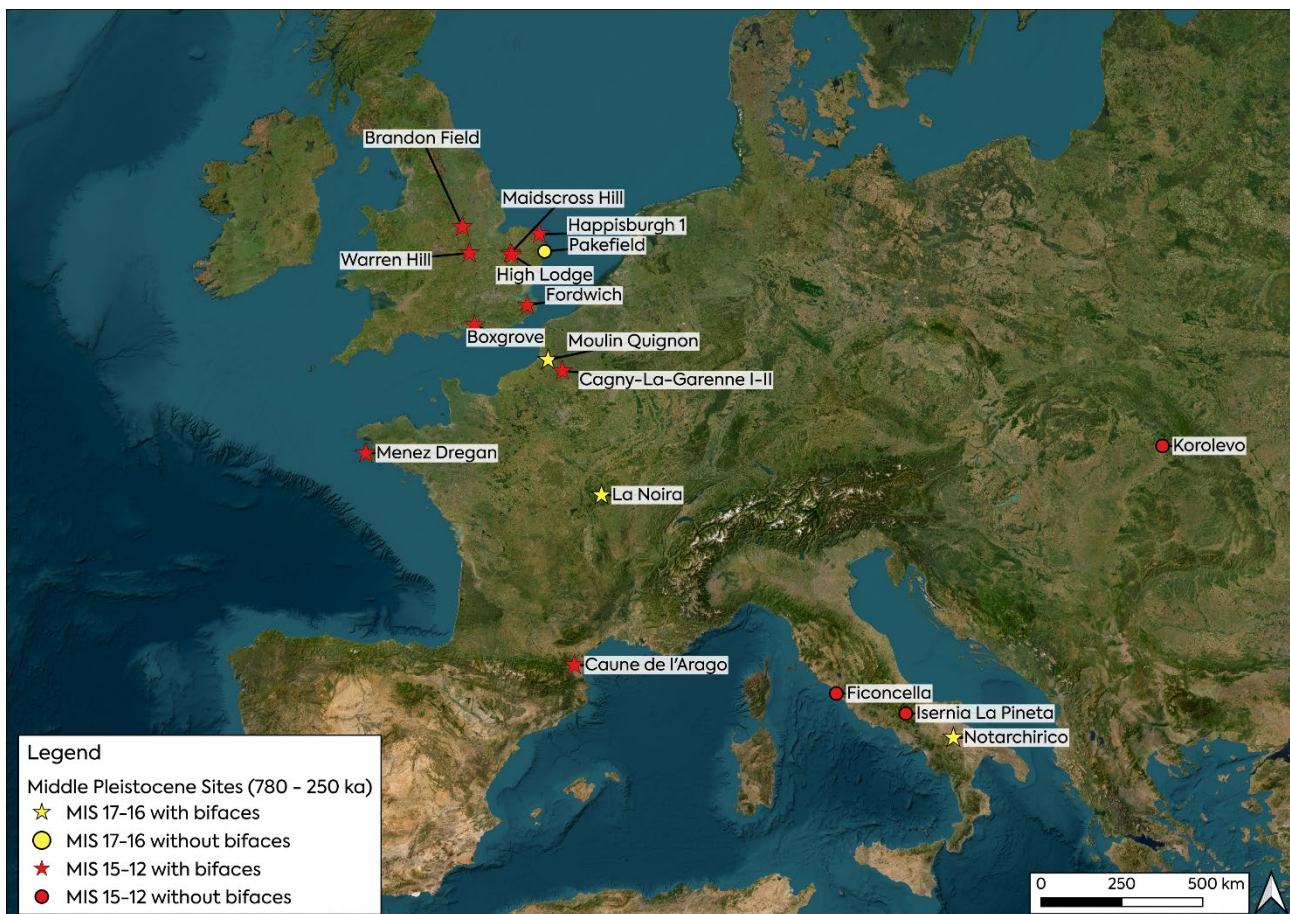 Brandon Field
Maidscross Hill
Happisburgh 1
Pakefield
Warren Hill
High Lodge
Fordwich
Boxgrove
Moulin Quignon
Cagny-La-Garenne I-II
Menez Dregan
Korolevo
La Noira
Caune de l'Arago
Ficoncella
Isernia La Pineta
Notarchirico
Legend
Middle Pleistocene Sites (780 - 250 ka)
MIS 17-16 with bifaces
MIS 17-16 without bifaces
MIS 15-12 with bifaces
MIS 15-12 without bifaces
0 250 500 km